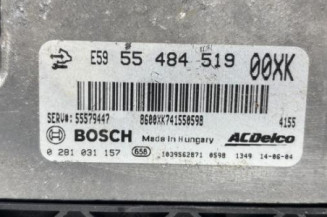 E59 55 484 519 00XK
SERV# 55579447 8600XK741550598 4155
BOSCH Made in Hungary ACDelco
0 281 031 157 658 1039S62871 0598 1349 14-06-04